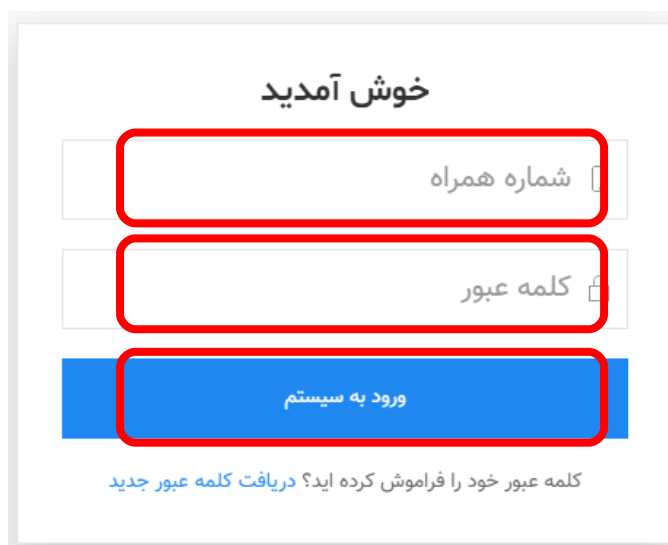 خوش آمدید
شماره همراه
کلمه عبور
ورود به سیستم
کلمه عبور خود را فراموش کرده اید؟ دریافت کلمه عبور جدید